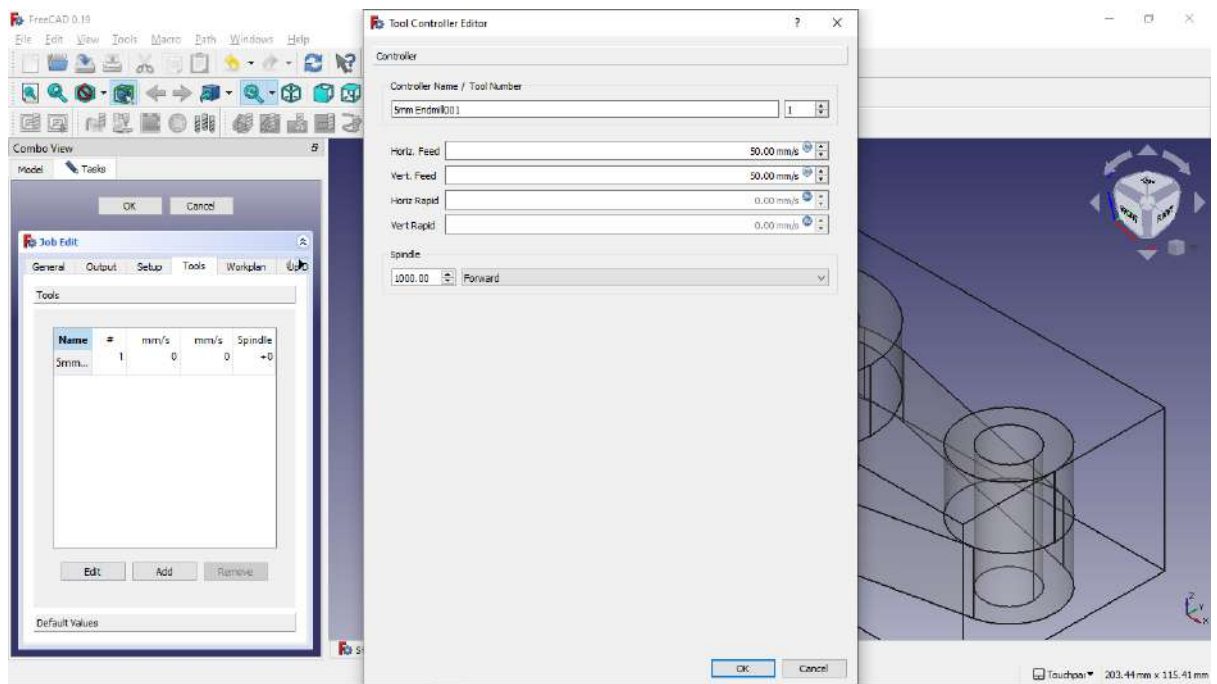 FreeCAD 0.19
File Edit View Tools Macro Path Windows Help
Combo View
Model Tasks
OK Cancel
Job Edit
General Output Setup Tools Workplan
Tools
Name # mm/s mm/s Spindle
5mm... 1 0 0 +0
Edit Add Remove
Default Values
Tool Controller Editor
Controller
Controller Name / Tool Number
5mm Endmill001 1
Horiz. Feed 50.00 mm/s
Vert. Feed 50.00 mm/s
Horiz Rapid 0.00 mm/s
Vert Rapid 0.00 mm/s
Spindle
1000.00 Forward
OK Cancel
Z
Y
X
Touchpar 203.44 mm x 115.41 mm